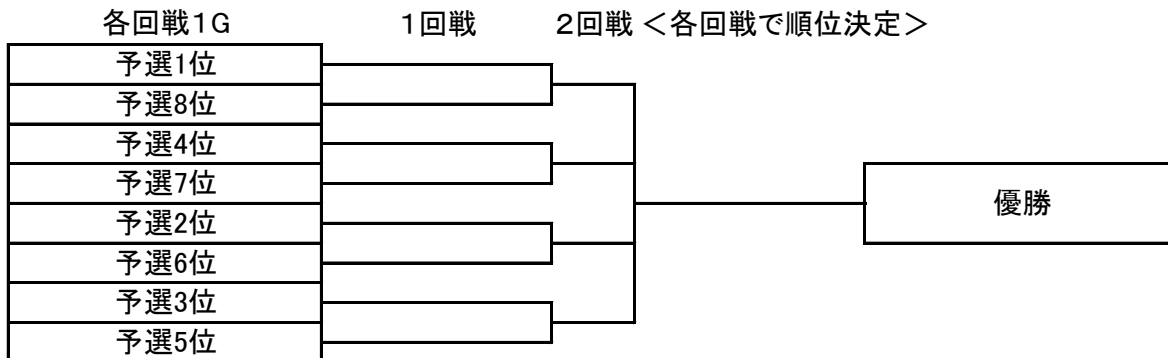 各回戦1G
1回戦
2回戦 <各回戦で順位決定>
予選1位
予選8位
予選4位
予選7位
予選2位
予選6位
予選3位
予選5位
優勝